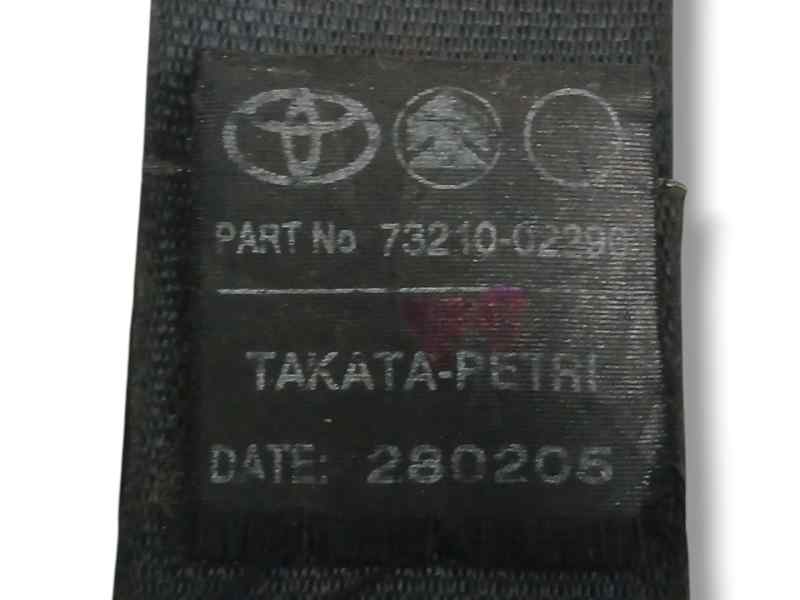 PART No 73210-02290
TAKATA-PETRI
DATE: 280205